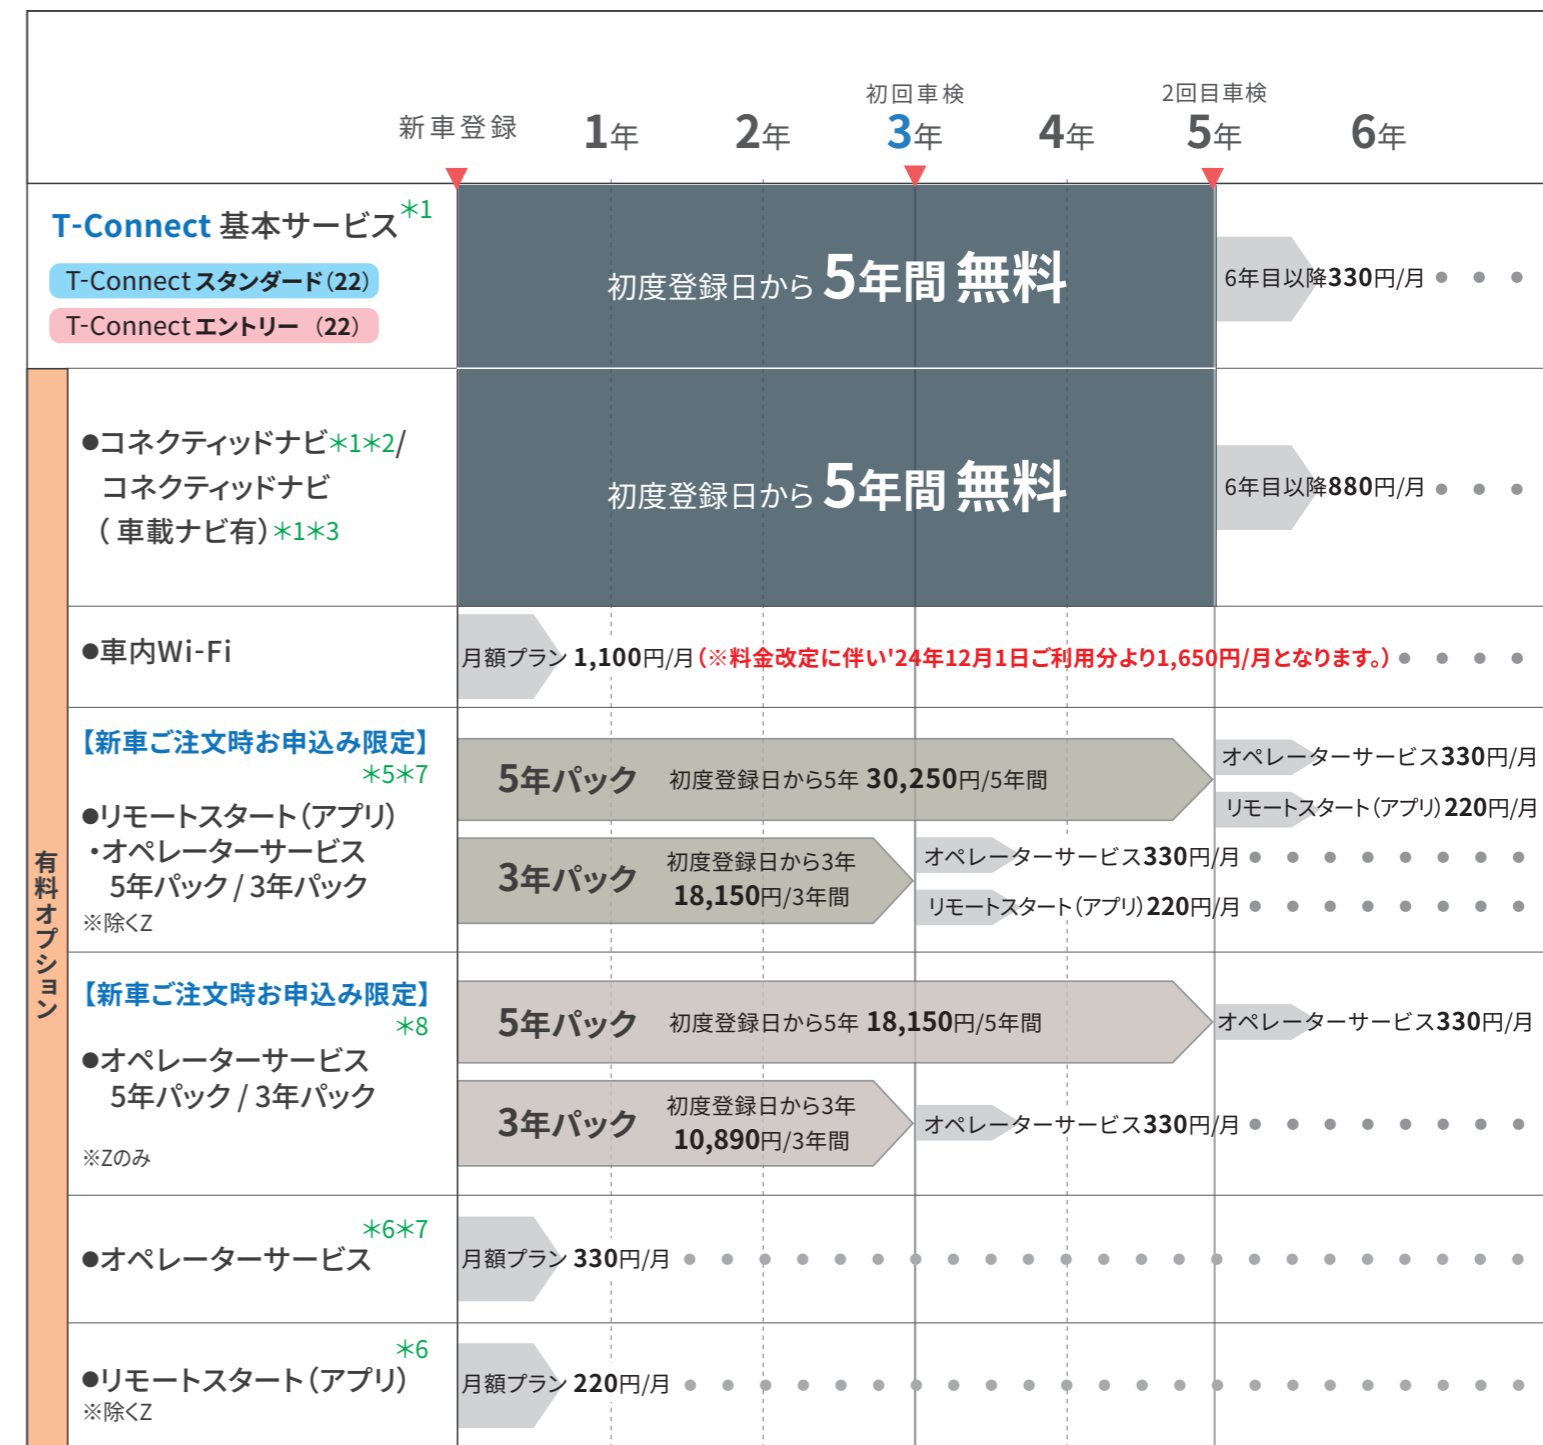 初回車検
2回目車検
新車登録 1年 2年 3年 4年 5年 6年
T-Connect 基本サービス＊1
T-Connect スタンダード（22）
T-Connect エントリー （22）
初度登録日から 5年間 無料
6年目以降330円/月
有料オプション
●コネクティッドナビ＊1＊2/
コネクティッドナビ
（ 車載ナビ有）＊1＊3
初度登録日から 5年間 無料
6年目以降880円/月
●車内Wi-Fi
月額プラン 1,100円/月（※料金改定に伴い'24年12月1日ご利用分より1,650円/月となります。）
【新車ご注文時お申込み限定】
＊5＊7
●リモートスタート（アプリ）
・オペレーターサービス
5年パック / 3年パック
※除くZ
5年パック 初度登録日から5年 30,250円/5年間
オペレーターサービス330円/月
リモートスタート（アプリ）220円/月
3年パック 初度登録日から3年
18,150円/3年間
オペレーターサービス330円/月
リモートスタート（アプリ）220円/月
【新車ご注文時お申込み限定】
＊8
●オペレーターサービス
5年パック / 3年パック
※Zのみ
5年パック 初度登録日から5年 18,150円/5年間
オペレーターサービス330円/月
3年パック 初度登録日から3年
10,890円/3年間
オペレーターサービス330円/月
＊6＊7
●オペレーターサービス
月額プラン 330円/月
＊6
●リモートスタート（アプリ）
※除くZ
月額プラン 220円/月